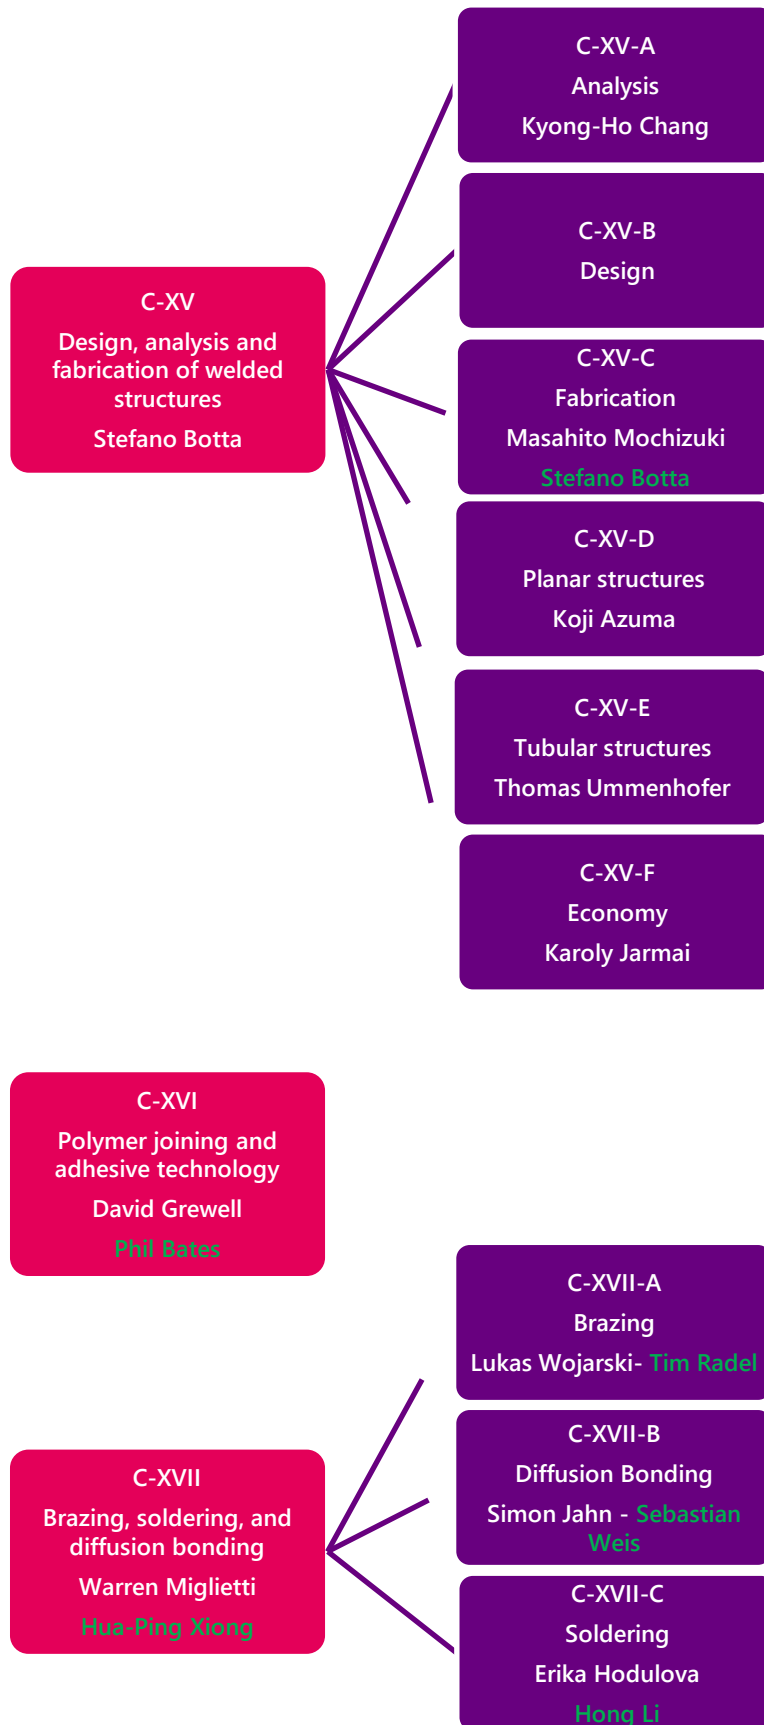 C-XV-A
Analysis
Kyong-Ho Chang
C-XV-B
Design
C-XV
Design, analysis and
fabrication of welded
structures
Stefano Botta
C-XV-C
Fabrication
Masahito Mochizuki
Stefano Botta
C-XV-D
Planar structures
Koji Azuma
C-XV-E
Tubular structures
Thomas Ummenhofer
C-XV-F
Economy
Karoly Jarmai
C-XVI
Polymer joining and
adhesive technology
David Grewell
Phil Bates
C-XVII-A
Brazing
Lukas Wojarski- Tim Radel
C-XVII-B
Diffusion Bonding
Simon Jahn - Sebastian
Weis
C-XVII
Brazing, soldering, and
diffusion bonding
Warren Miglietti
Hua-Ping Xiong
C-XVII-C
Soldering
Erika Hodulova
Hong Li